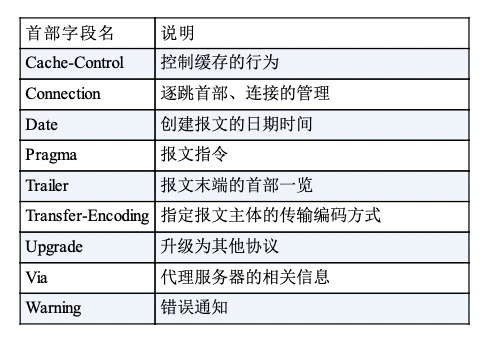 首部字段名 说明
Cache-Control 控制缓存的行为
Connection 逐跳首部、连接的管理
Date 创建报文的日期时间
Pragma 报文指令
Trailer 报文末端的首部一览
Transfer-Encoding 指定报文主体的传输编码方式
Upgrade 升级为其他协议
Via 代理服务器的相关信息
Warning 错误通知